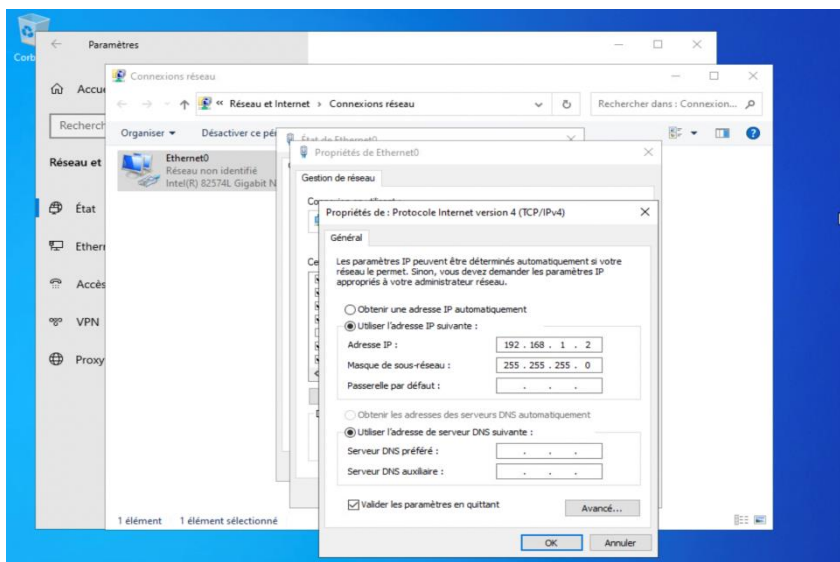 Corb
Paramètres
Accue
Recherch
Réseau et
État
Ethern
Accès
VPN
Proxy
Connexions réseau
« Réseau et Internet › Connexions réseau
Rechercher dans : Connexion...
Organiser
Désactiver ce pér
Ethernet0
Réseau non identifié
Intel(R) 82574L Gigabit N
1 élément
1 élément sélectionné
État de Ethernet0
Propriétés de Ethernet0
Gestion de réseau
Ce
Propriétés de : Protocole Internet version 4 (TCP/IPv4)
Général
Les paramètres IP peuvent être déterminés automatiquement si votre
réseau le permet. Sinon, vous devez demander les paramètres IP
appropriés à votre administrateur réseau.
Obtenir une adresse IP automatiquement
Utiliser l'adresse IP suivante :
Adresse IP : 192 . 168 . 1 . 2
Masque de sous-réseau : 255 . 255 . 255 . 0
Passerelle par défaut : . . .
Obtenir les adresses des serveurs DNS automatiquement
Utiliser l'adresse de serveur DNS suivante :
Serveur DNS préféré : . . .
Serveur DNS auxiliaire : . . .
Valider les paramètres en quittant
Avancé...
OK
Annuler